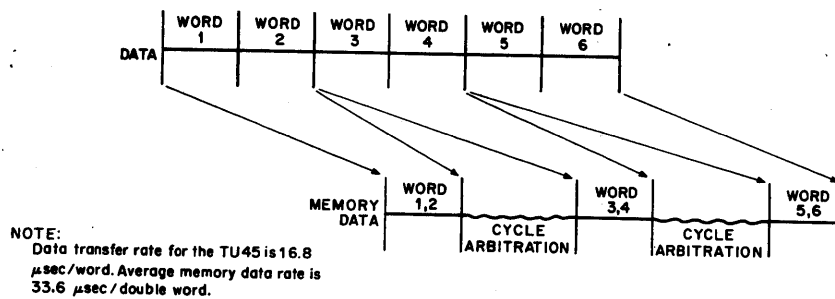 WORD 1
WORD 2
WORD 3
WORD 4
WORD 5
WORD 6
DATA
MEMORY DATA
WORD 1,2
CYCLE ARBITRATION
WORD 3,4
CYCLE ARBITRATION
WORD 5,6
NOTE:
Data transfer rate for the TU45 is 16.8
μsec/word. Average memory data rate is
33.6 μsec/double word.